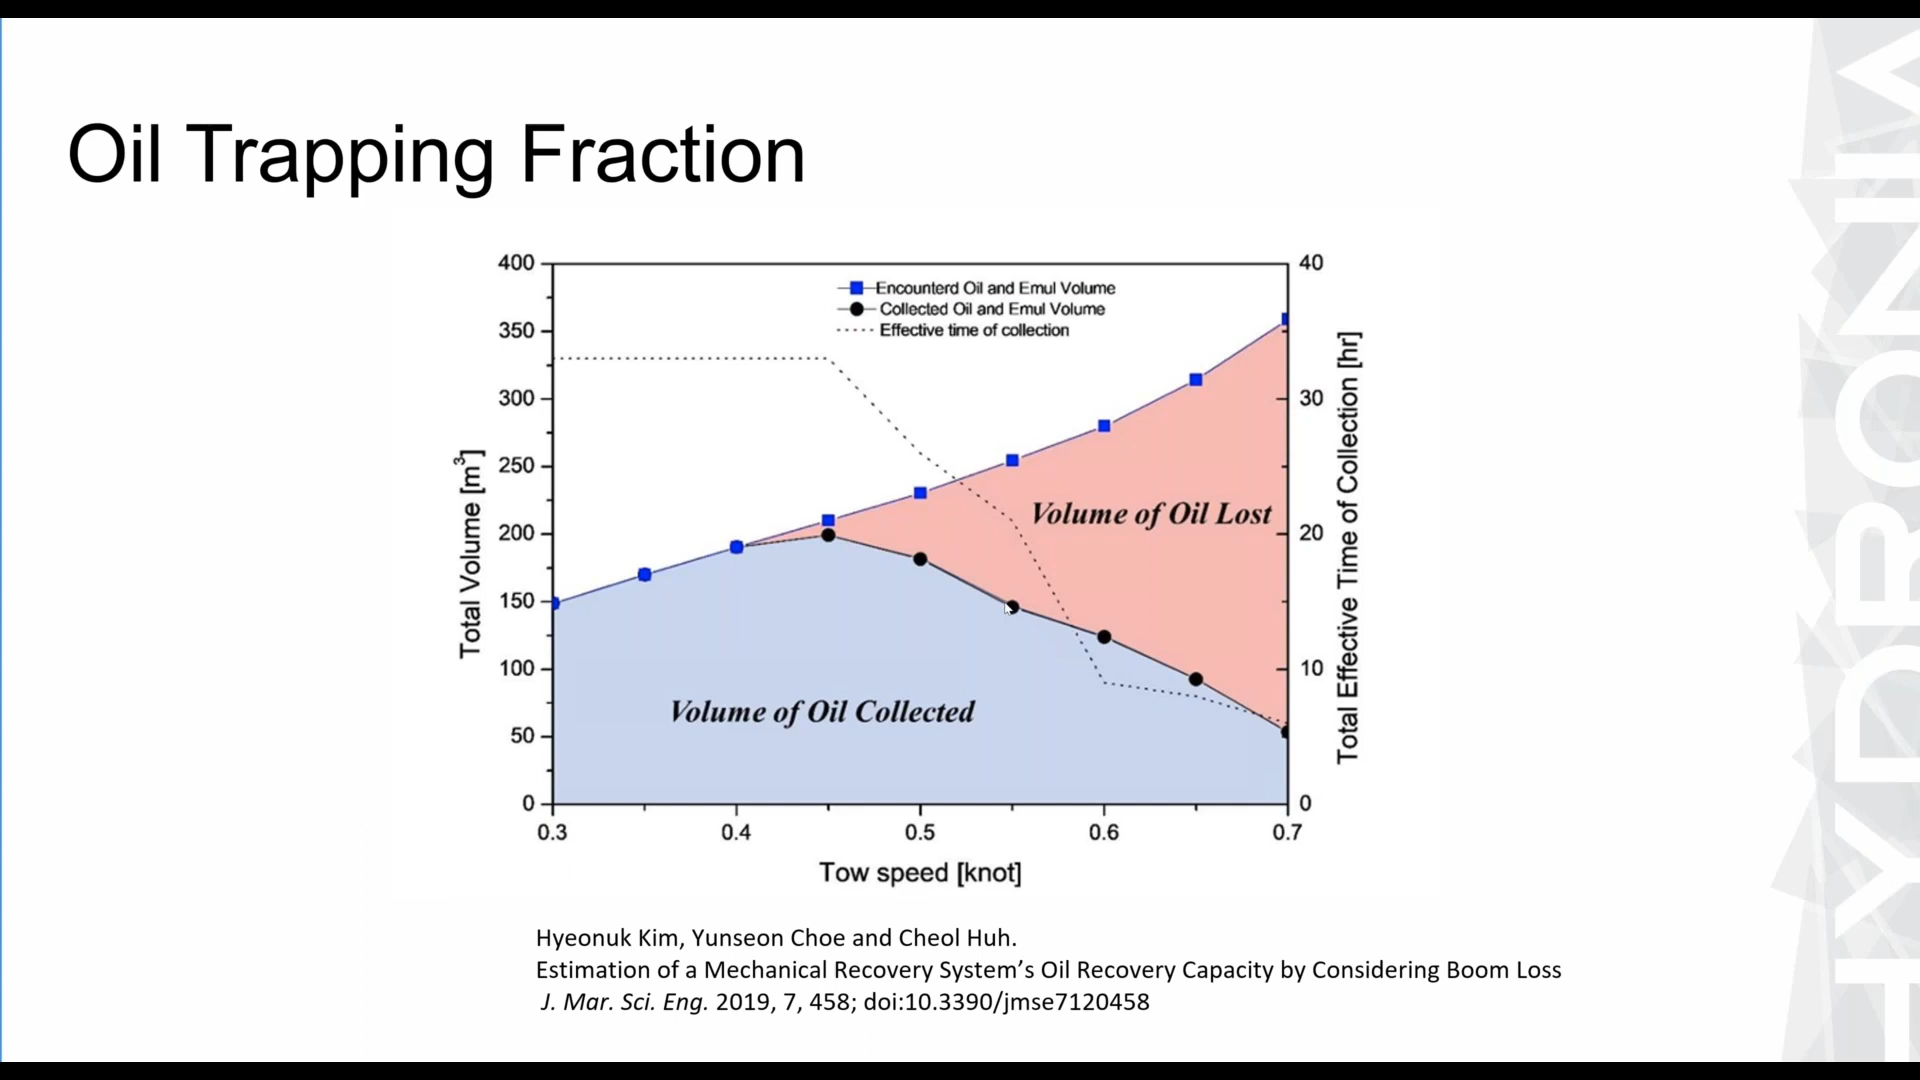 Oil Trapping Fraction
400
350
300
250
200
150
100
50
0
Total Volume [m³]
Encounterd Oil and Emul Volume
Collected Oil and Emul Volume
Effective time of collection
Volume of Oil Lost
Volume of Oil Collected
40
30
20
10
0
Total Effective Time of Collection [hr]
0.3 0.4 0.5 0.6 0.7
Tow speed [knot]
Hyeonuk Kim, Yunseon Choe and Cheol Huh.
Estimation of a Mechanical Recovery System’s Oil Recovery Capacity by Considering Boom Loss
J. Mar. Sci. Eng. 2019, 7, 458; doi:10.3390/jmse7120458